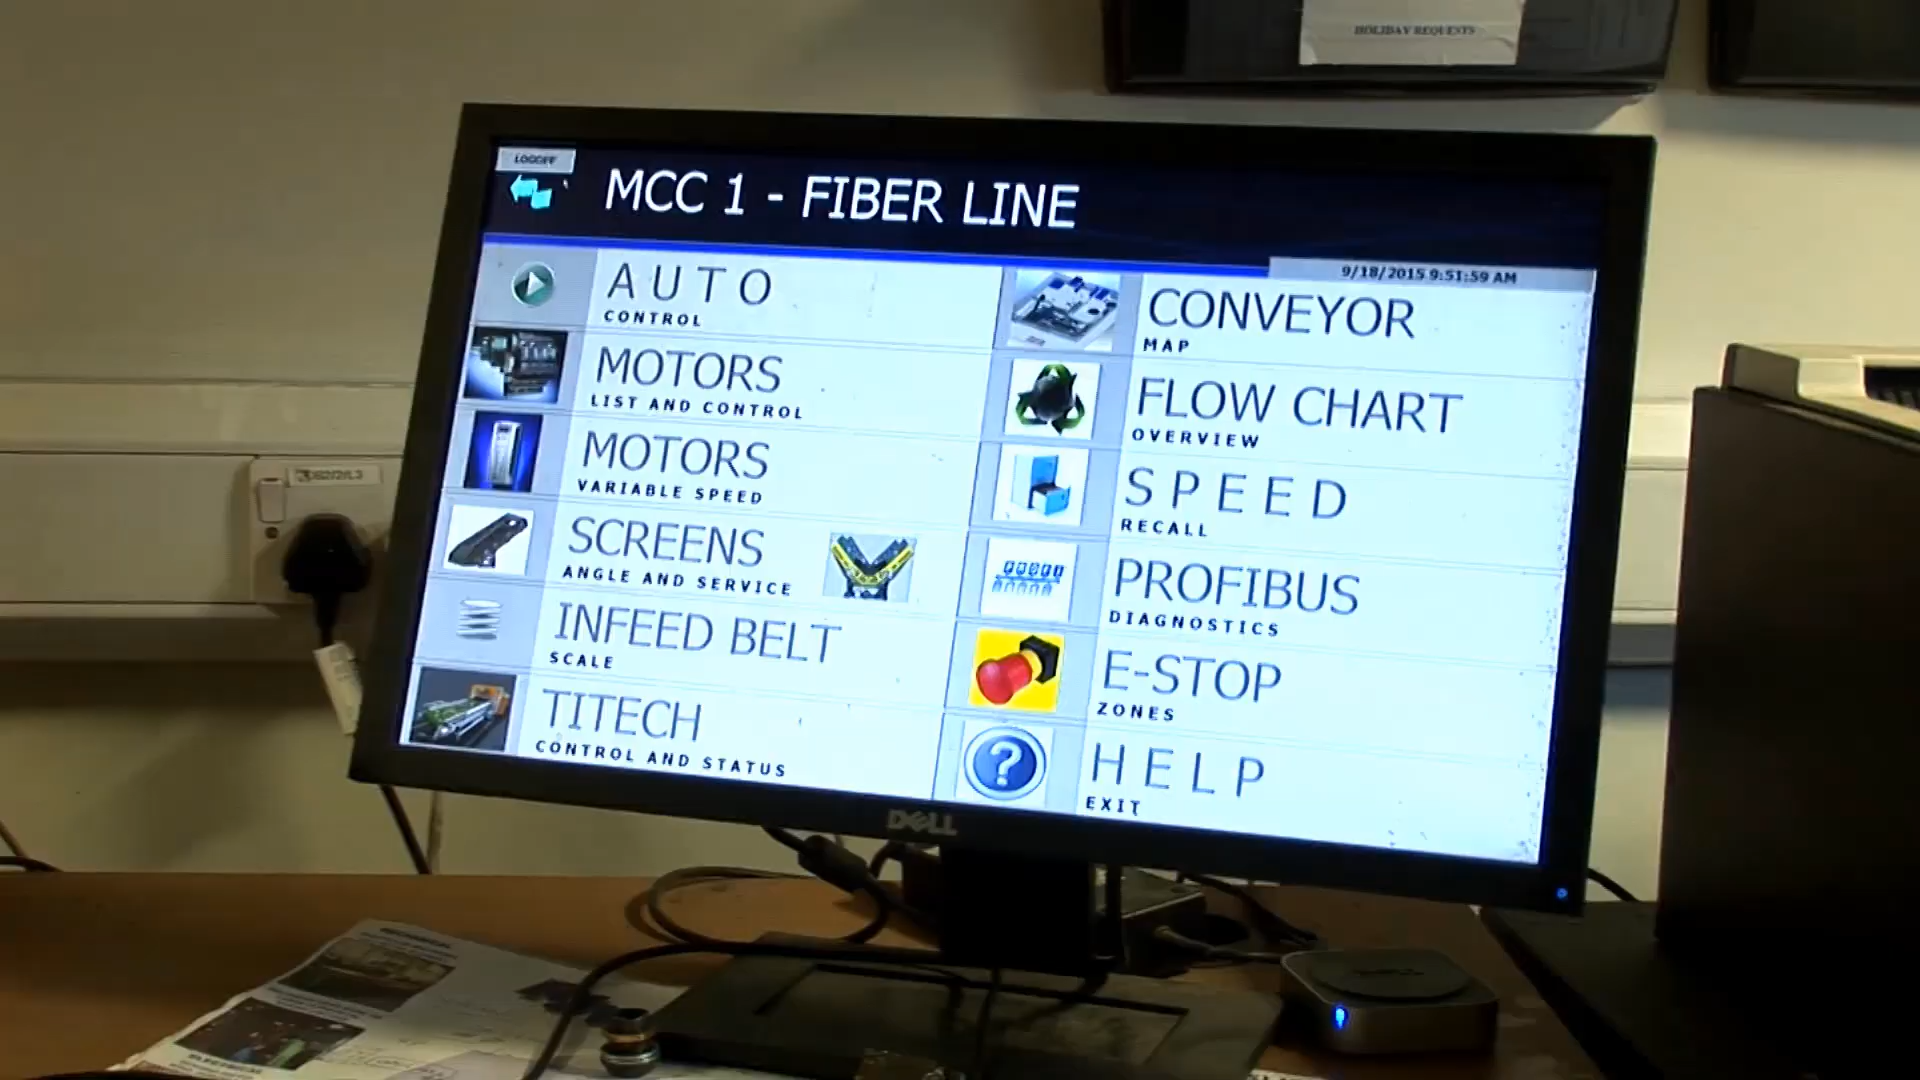 HOLIDAY REQUESTS
MCC 1 - FIBER LINE
9/18/2015 9:51:59 AM
AUTO
CONTROL
MOTORS
LIST AND CONTROL
MOTORS
VARIABLE SPEED
SCREENS
ANGLE AND SERVICE
INFEED BELT
SCALE
TITECH
CONTROL AND STATUS
CONVEYOR
MAP
FLOW CHART
OVERVIEW
SPEED
RECALL
PROFIBUS
DIAGNOSTICS
E-STOP
ZONES
HELP
EXIT
DELL